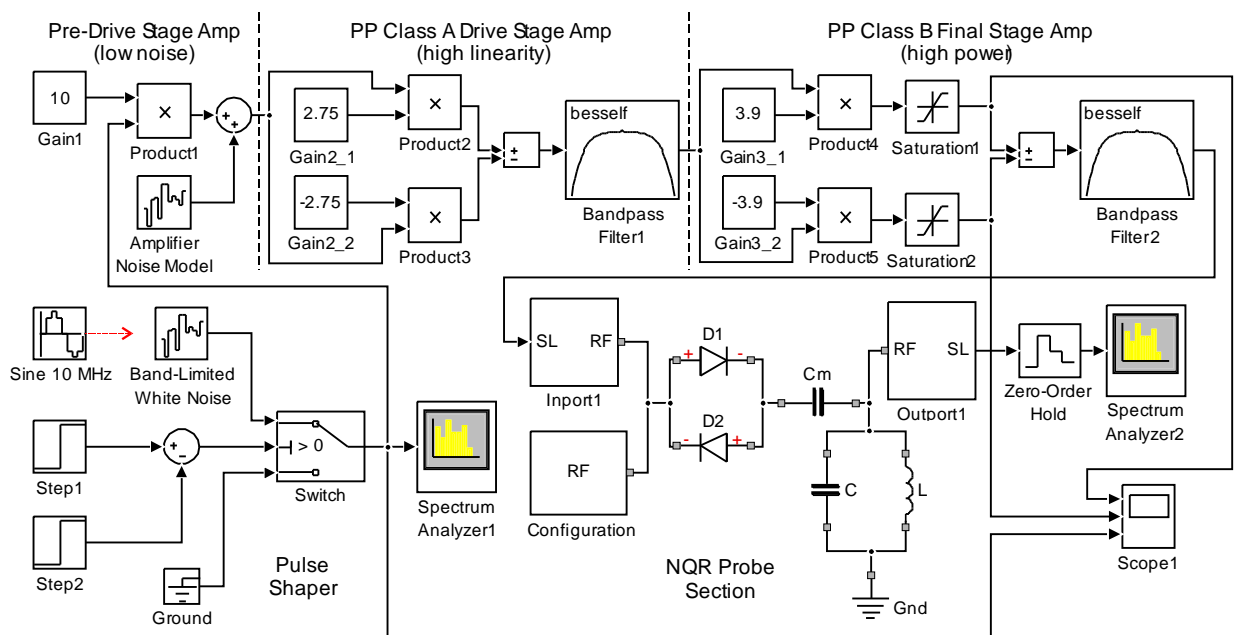 Pre-Drive Stage Amp
(low noise)
PP Class A Drive Stage Amp
(high linearity)
PP Class B Final Stage Amp
(high power)
10
Gain1
×
Product1
+
+
Amplifier
Noise Model
2.75
Gain2_1
-2.75
Gain2_2
×
Product2
×
Product3
+
−
besself
Bandpass
Filter1
3.9
Gain3_1
-3.9
Gain3_2
×
Product4
×
Product5
Saturation1
Saturation2
+
−
besself
Bandpass
Filter2
Sine 10 MHz
Band-Limited
White Noise
Step1
Step2
+
−
> 0
Switch
Ground
Pulse
Shaper
Spectrum
Analyzer1
SL
RF
Inport1
RF
Configuration
D1
+
-
D2
-
+
Cm
C
L
Gnd
NQR Probe
Section
RF
SL
Outport1
Zero-Order
Hold
Spectrum
Analyzer2
Scope1